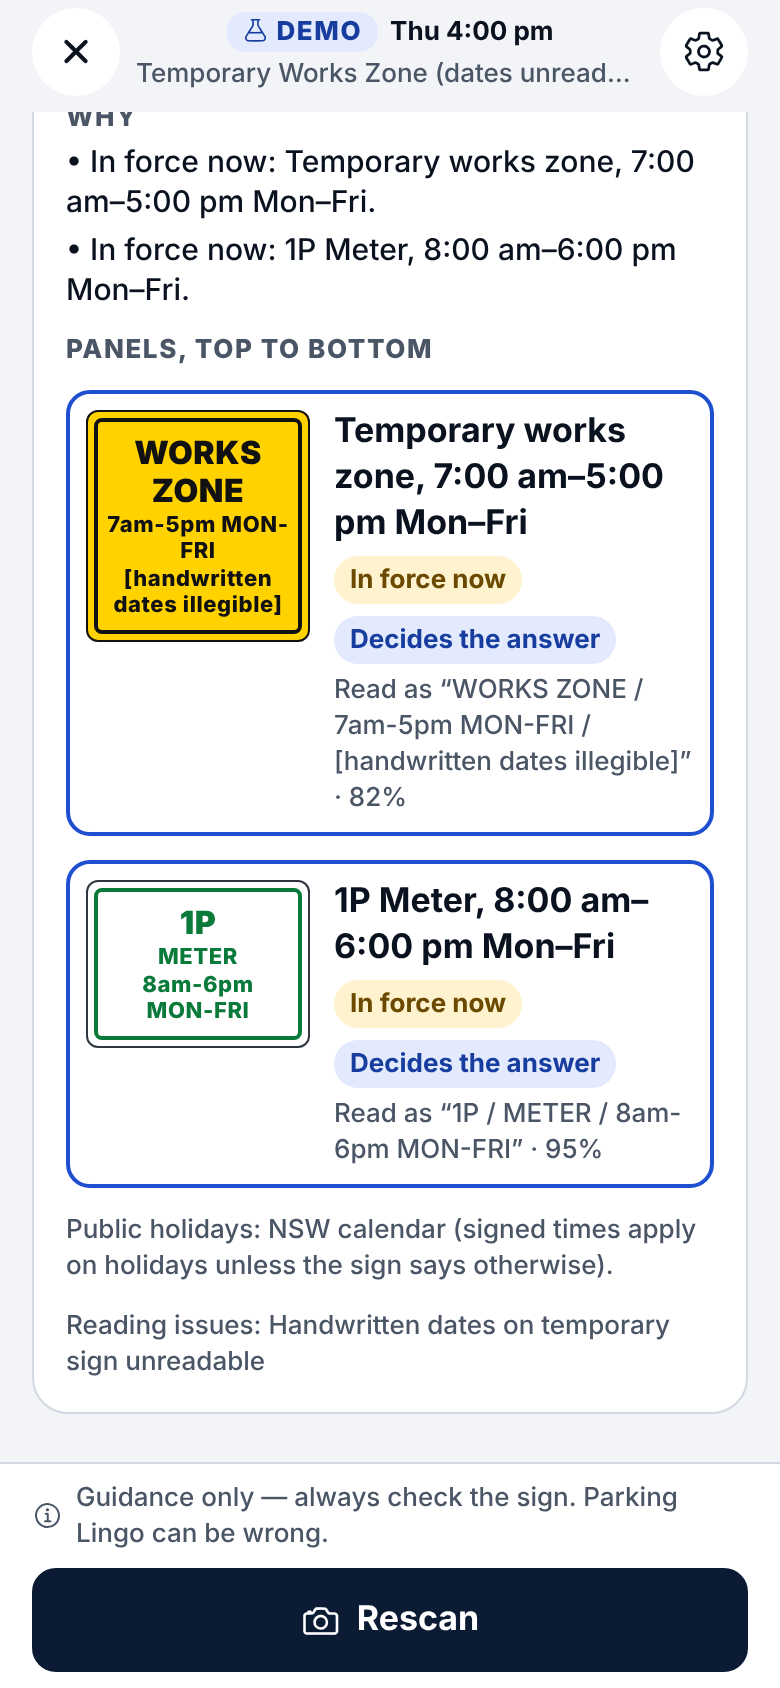 DEMO Thu 4:00 pm
Temporary Works Zone (dates unread...
WHY
• In force now: Temporary works zone, 7:00
am–5:00 pm Mon–Fri.
• In force now: 1P Meter, 8:00 am–6:00 pm
Mon–Fri.
PANELS, TOP TO BOTTOM
WORKS
ZONE
7am-5pm MON-
FRI
[handwritten
dates illegible]
Temporary works
zone, 7:00 am–5:00
pm Mon–Fri
In force now
Decides the answer
Read as “WORKS ZONE /
7am-5pm MON-FRI /
[handwritten dates illegible]”
· 82%
1P
METER
8am-6pm
MON-FRI
1P Meter, 8:00 am–
6:00 pm Mon–Fri
In force now
Decides the answer
Read as “1P / METER / 8am-
6pm MON-FRI” · 95%
Public holidays: NSW calendar (signed times apply
on holidays unless the sign says otherwise).
Reading issues: Handwritten dates on temporary
sign unreadable
Guidance only — always check the sign. Parking
Lingo can be wrong.
Rescan